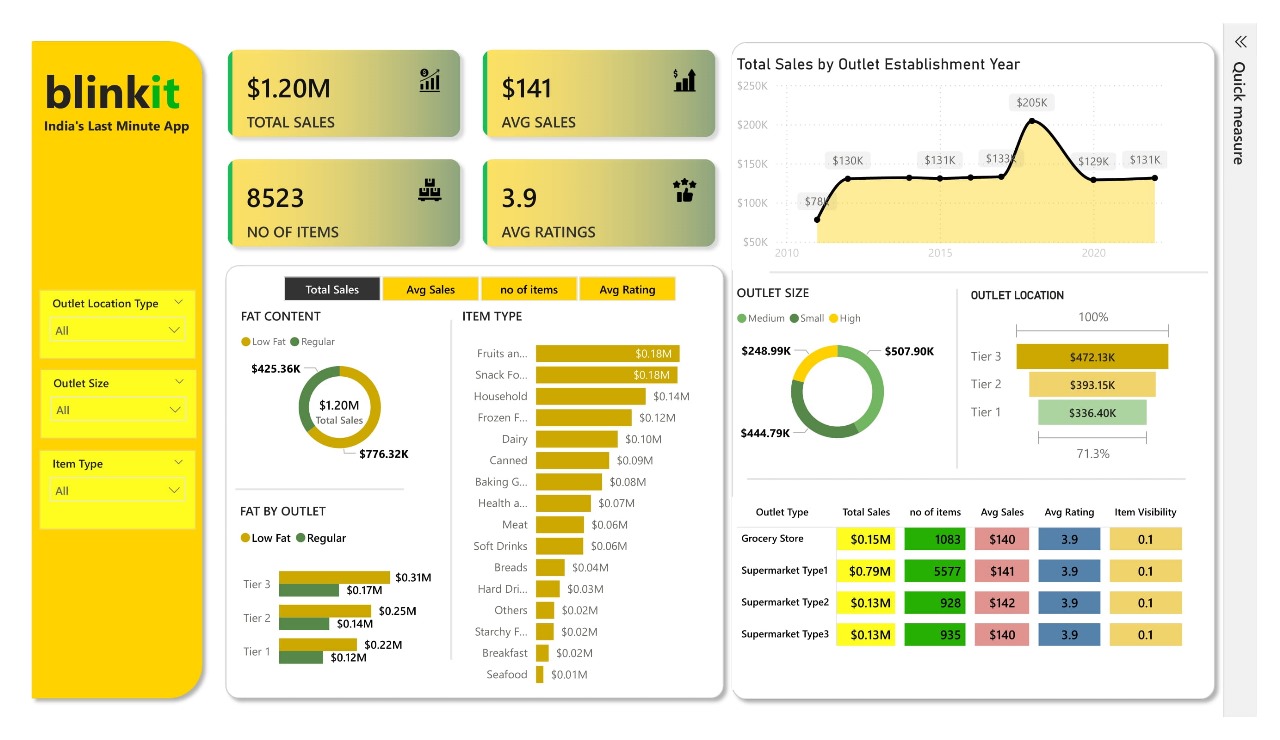 blinkit
India's Last Minute App
Outlet Location Type
All
Outlet Size
All
Item Type
All
$1.20M
TOTAL SALES
$141
AVG SALES
8523
NO OF ITEMS
3.9
AVG RATINGS
Total Sales Avg Sales no of items Avg Rating
FAT CONTENT
Low Fat Regular
$425.36K
$1.20M
Total Sales
$776.32K
FAT BY OUTLET
Low Fat Regular
Tier 3 $0.31M
$0.17M
Tier 2 $0.25M
$0.14M
Tier 1 $0.22M
$0.12M
ITEM TYPE
Fruits an... $0.18M
Snack Fo... $0.18M
Household $0.14M
Frozen F... $0.12M
Dairy $0.10M
Canned $0.09M
Baking G... $0.08M
Health a... $0.07M
Meat $0.06M
Soft Drinks $0.06M
Breads $0.04M
Hard Dri... $0.03M
Others $0.02M
Starchy F... $0.02M
Breakfast $0.02M
Seafood $0.01M
Total Sales by Outlet Establishment Year
$250K
$205K
$200K
$150K $130K $131K $133K $129K $131K
$100K $78K
$50K
2010 2015 2020
OUTLET SIZE
Medium Small High
$248.99K $507.90K
$444.79K
OUTLET LOCATION
100%
Tier 3 $472.13K
Tier 2 $393.15K
Tier 1 $336.40K
71.3%
Outlet Type Total Sales no of items Avg Sales Avg Rating Item Visibility
Grocery Store $0.15M 1083 $140 3.9 0.1
Supermarket Type1 $0.79M 5577 $141 3.9 0.1
Supermarket Type2 $0.13M 928 $142 3.9 0.1
Supermarket Type3 $0.13M 935 $140 3.9 0.1
Quick measure